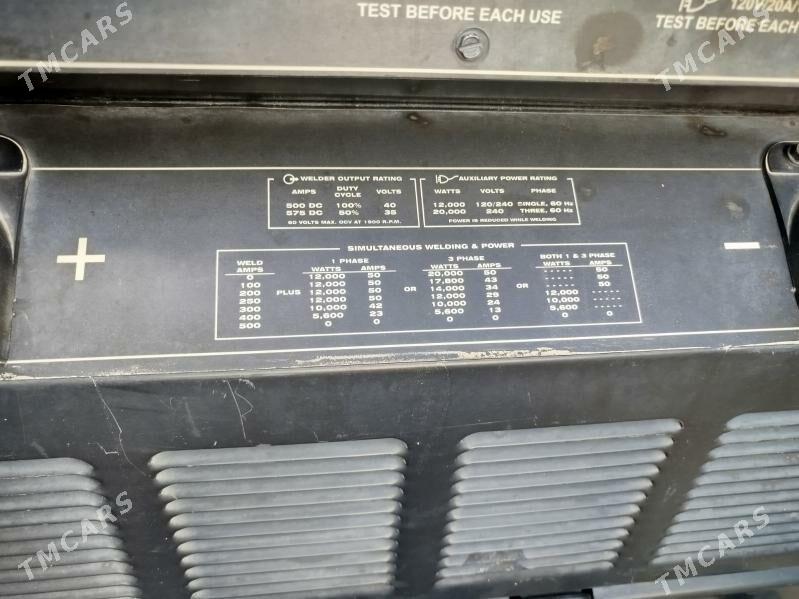 TEST BEFORE EACH USE
120V/20A/
TEST BEFORE EACH
WELDER OUTPUT RATING
AMPS DUTY CYCLE VOLTS
500 DC 100% 40
575 DC 50% 35
60 VOLTS MAX. OCV AT 1900 R.P.M.
AUXILIARY POWER RATING
WATTS VOLTS PHASE
12,000 120/240 SINGLE, 60 Hz
20,000 240 THREE, 60 Hz
POWER IS REDUCED WHILE WELDING
+
−
SIMULTANEOUS WELDING & POWER
WELD AMPS
0
100
200
250
300
400
500
PLUS
1 PHASE
WATTS AMPS
12,000 50
12,000 50
12,000 50
12,000 50
10,000 42
5,600 23
0 0
OR
3 PHASE
WATTS AMPS
20,000 50
17,600 43
14,000 34
12,000 29
10,000 24
5,600 13
0 0
OR
BOTH 1 & 3 PHASE
WATTS AMPS
----- 50
----- 50
----- 50
12,000 -----
10,000 -----
5,600 -----
0 0
TMCARS
TMCARS
TMCARS
TMCARS
TMCARS